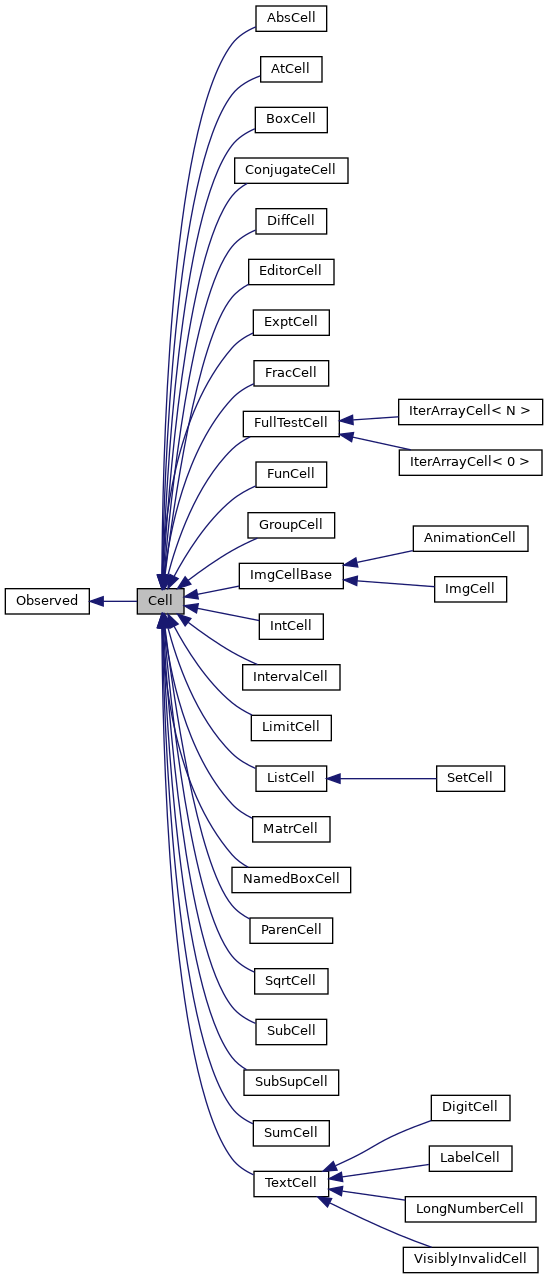 AbsCell
AtCell
BoxCell
ConjugateCell
DiffCell
EditorCell
ExptCell
FracCell
IterArrayCell< N >
FullTestCell
IterArrayCell< 0 >
FunCell
GroupCell
AnimationCell
ImgCellBase
ImgCell
Observed
Cell
IntCell
IntervalCell
LimitCell
ListCell
SetCell
MatrCell
NamedBoxCell
ParenCell
SqrtCell
SubCell
SubSupCell
DigitCell
SumCell
LabelCell
TextCell
LongNumberCell
VisiblyInvalidCell